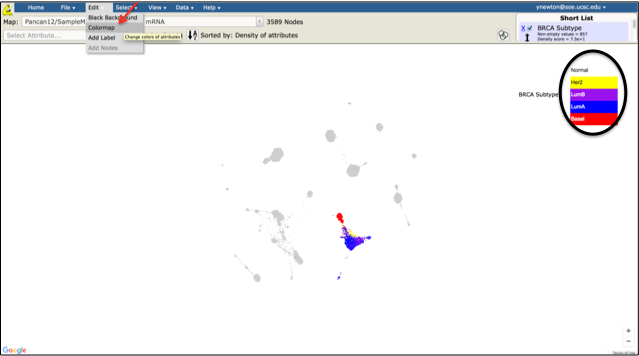 Home File Edit Select View Data Help ynewton@soe.ucsc.edu
Map: Pancan12/SampleM mRNA 3589 Nodes
Black Background
Colormap
Add Label
Add Nodes
Change colors of attributes
Select Attribute... Sorted by: Density of attributes
Short List
X BRCA Subtype
Non-empty values = 857
Density score = 7.5e+1
BRCA Subtype
Normal
Her2
LumB
LumA
Basal
+
−
Google
Terms of Use